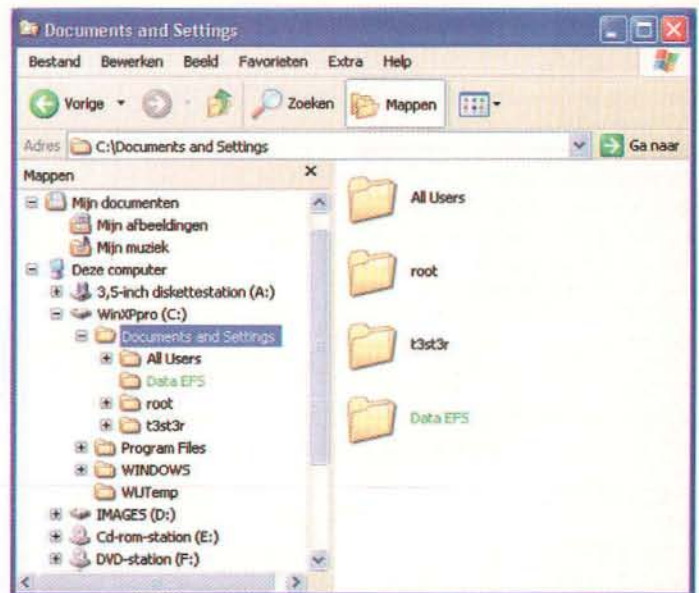 Documents and Settings
Bestand Bewerken Beeld Favorieten Extra Help
Vorige Zoeken Mappen
Adres C:\Documents and Settings Ga naar
Mappen
Mijn documenten
Mijn afbeeldingen
Mijn muziek
Deze computer
3,5-inch diskettestation (A:)
WinXPpro (C:)
Documents and Settings
All Users
Data EFS
root
t3st3r
Program Files
WINDOWS
WUTemp
IMAGES (D:)
Cd-rom-station (E:)
DVD-station (F:)
All Users
root
t3st3r
Data EFS